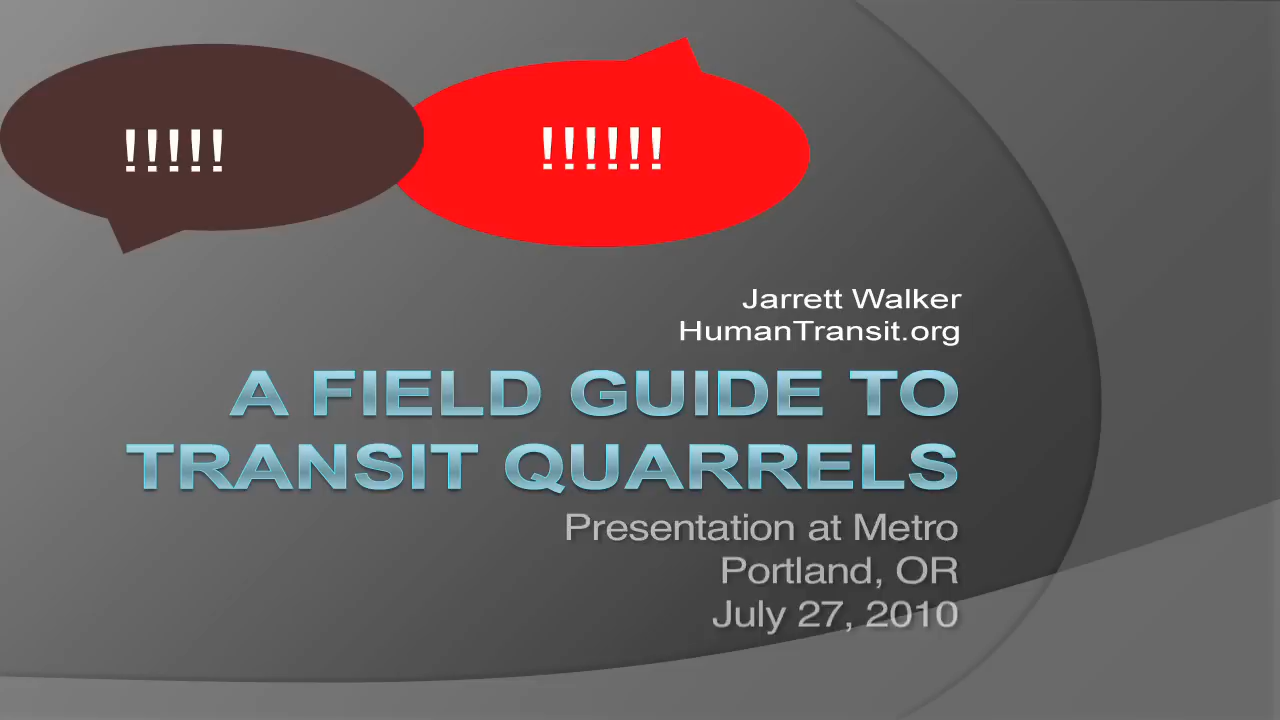 !!!!!
!!!!!!
Jarrett Walker
HumanTransit.org
A FIELD GUIDE TO
TRANSIT QUARRELS
Presentation at Metro
Portland, OR
July 27, 2010